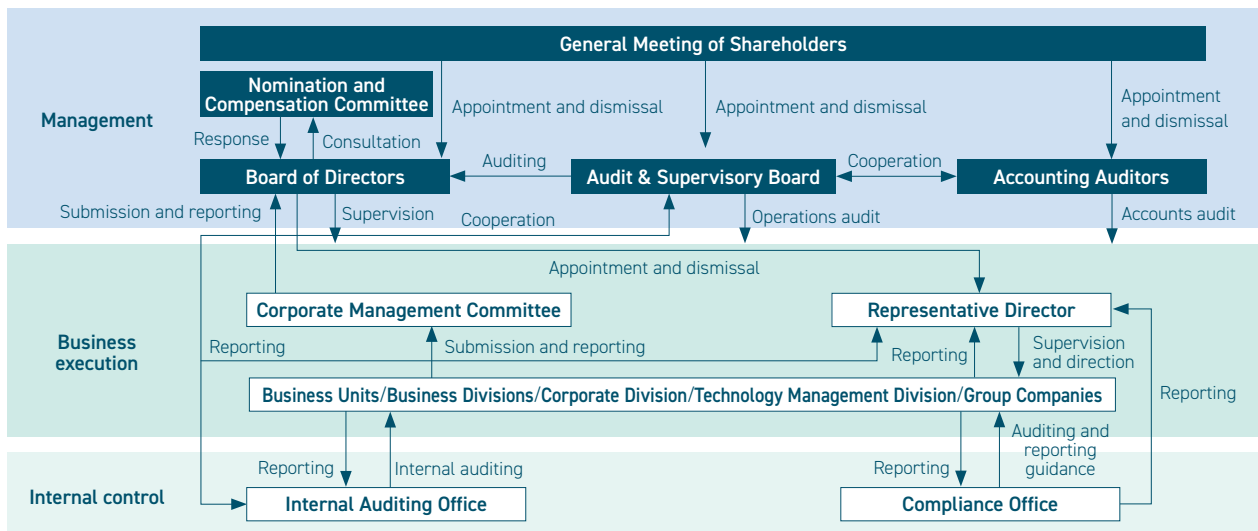 General Meeting of Shareholders
Nomination and
Compensation Committee
Management
Appointment and dismissal
Appointment and dismissal
Appointment
and dismissal
Response
Consultation
Auditing
Cooperation
Board of Directors
Audit & Supervisory Board
Accounting Auditors
Submission and reporting
Supervision
Cooperation
Operations audit
Accounts audit
Appointment and dismissal
Corporate Management Committee
Representative Director
Business
execution
Reporting
Submission and reporting
Reporting
Supervision
and direction
Reporting
Business Units/Business Divisions/Corporate Division/Technology Management Division/Group Companies
Reporting
Internal auditing
Reporting
Auditing and
reporting
guidance
Internal control
Internal Auditing Office
Compliance Office